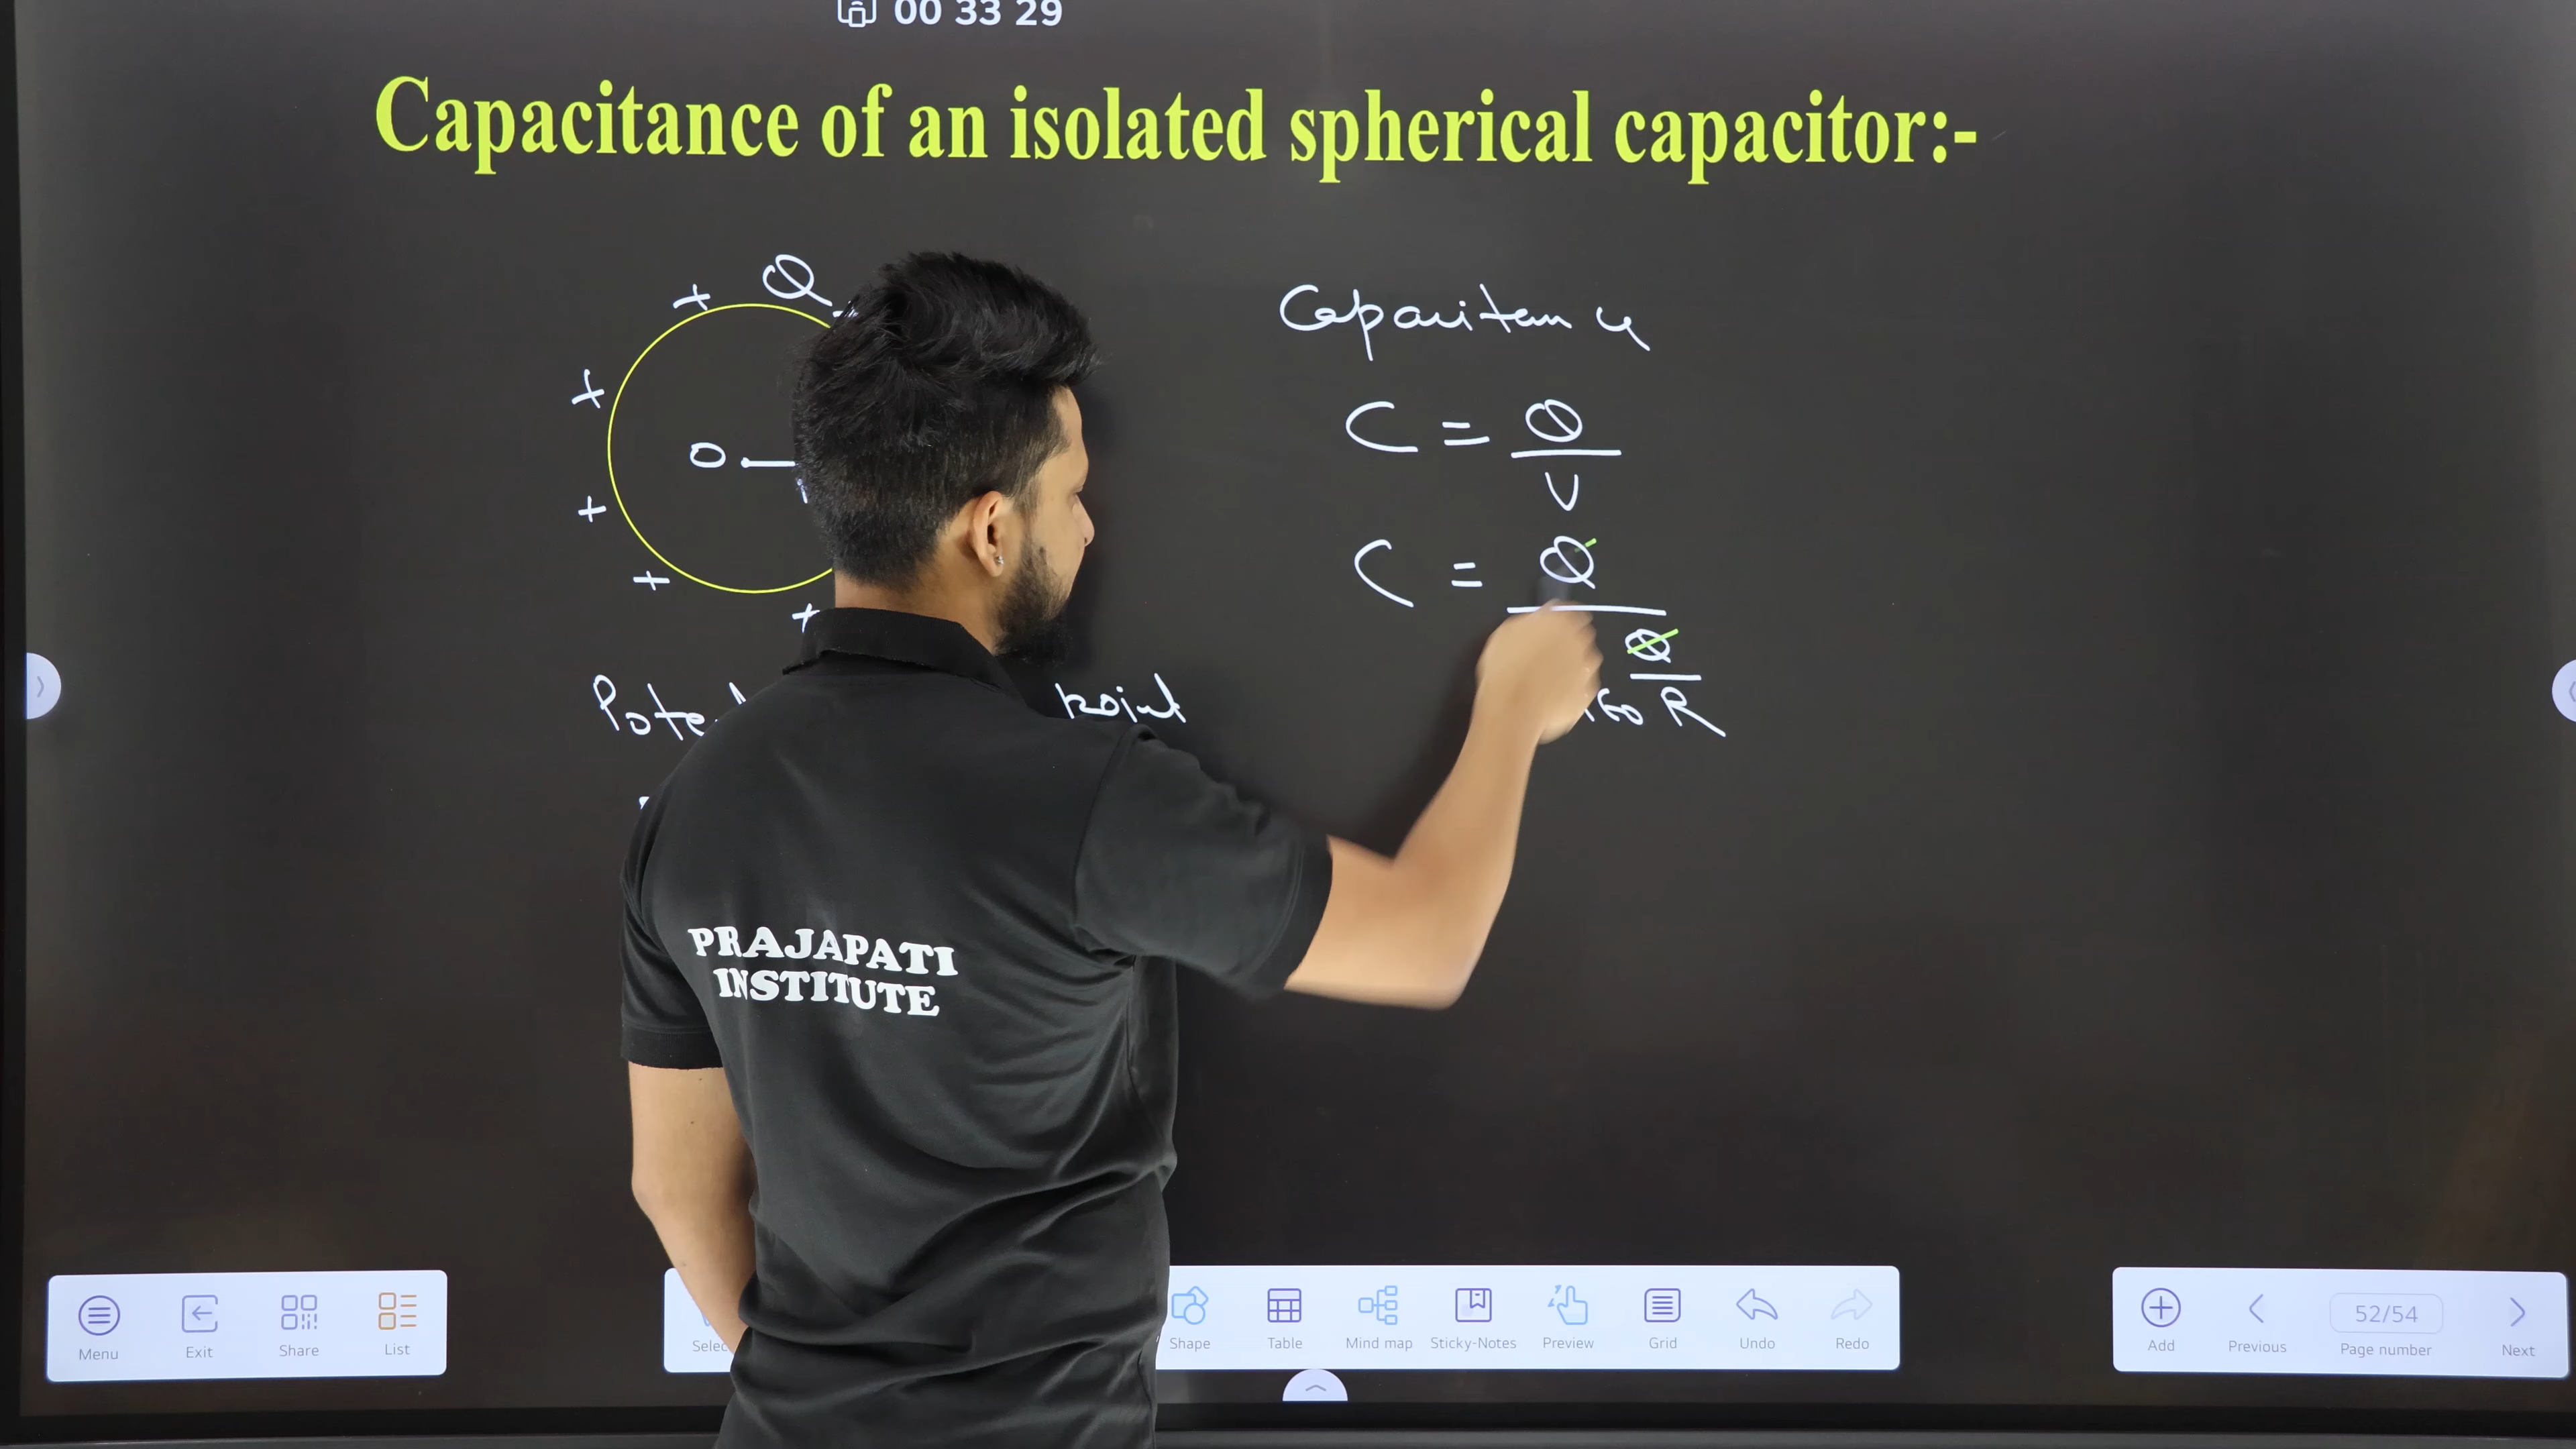 00 33 29
Capacitance of an isolated spherical capacitor:-
+ Q
+
O
+
+
+
Capacitance
C = Q
V
C = Q
Q
R
point
PRAJAPATI
INSTITUTE
Menu Exit Share List
Shape Table Mind map Sticky-Notes Preview Grid Undo Redo
Add Previous 52/54 Page number Next